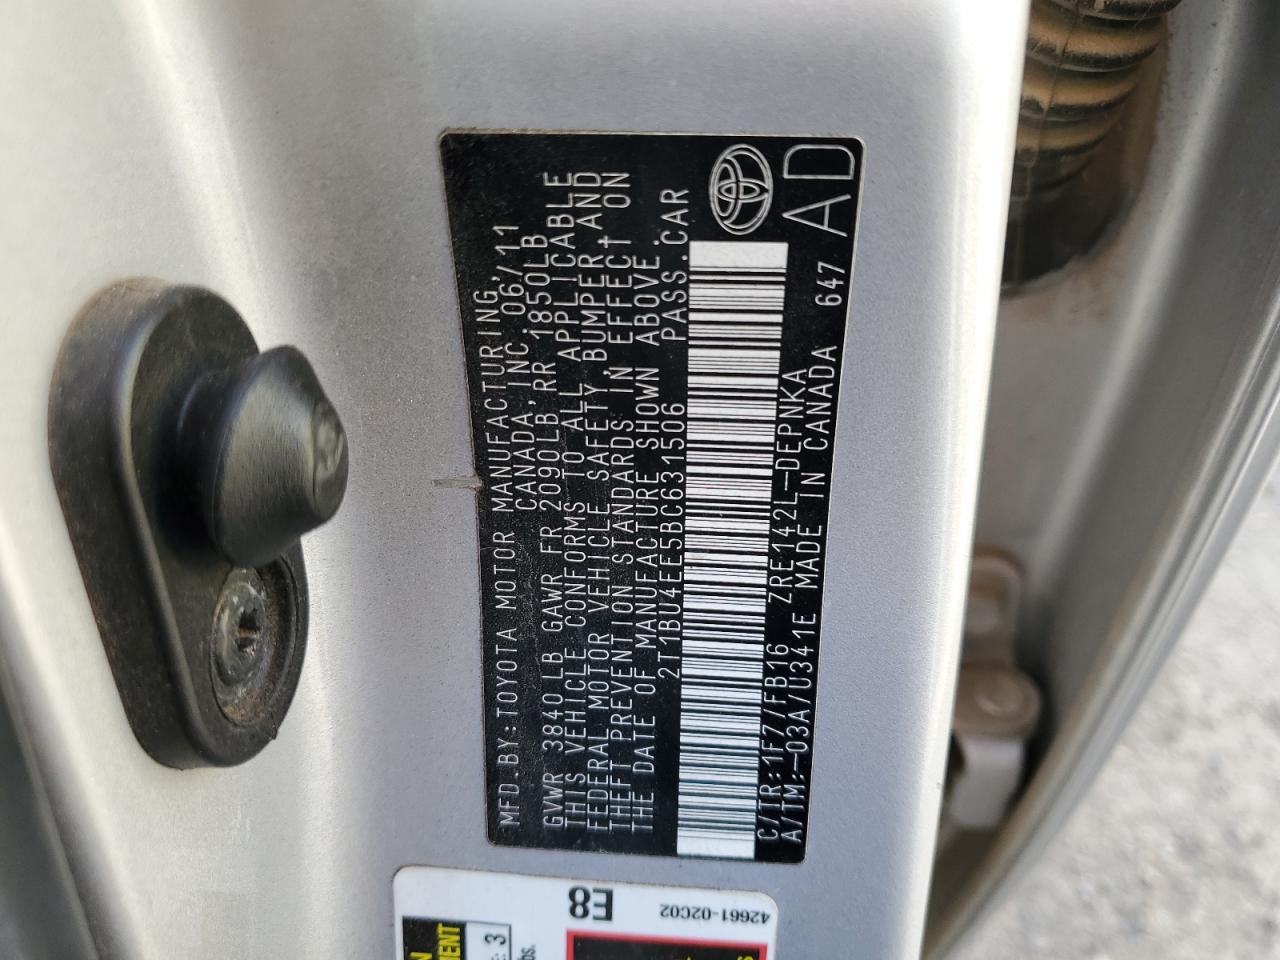 MFD.BY:TOYOTA MOTOR MANUFACTURING,
CANADA,INC. 06/11
GVWR 3840 LB GAWR FR 2090LB,RR 1850LB
THIS VEHICLE CONFORMS TO ALL APPLICABLE
FEDERAL MOTOR VEHICLE SAFETY, BUMPER, AND
THEFT PREVENTION STANDARDS IN EFFECT ON
THE DATE OF MANUFACTURE SHOWN ABOVE.
2T1BU4EE5BC631506 PASS.CAR
C/TR:1F7/FB16 ZRE142L-DEPNKA
A/TM:-03A/U341E MADE IN CANADA 647
AD
E8
42661-02C02
3